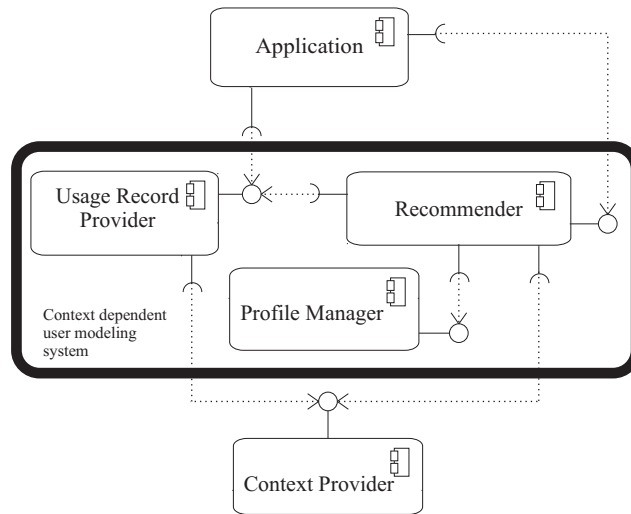 Application
Usage Record
Provider
Recommender
Profile Manager
Context dependent
user modeling
system
Context Provider